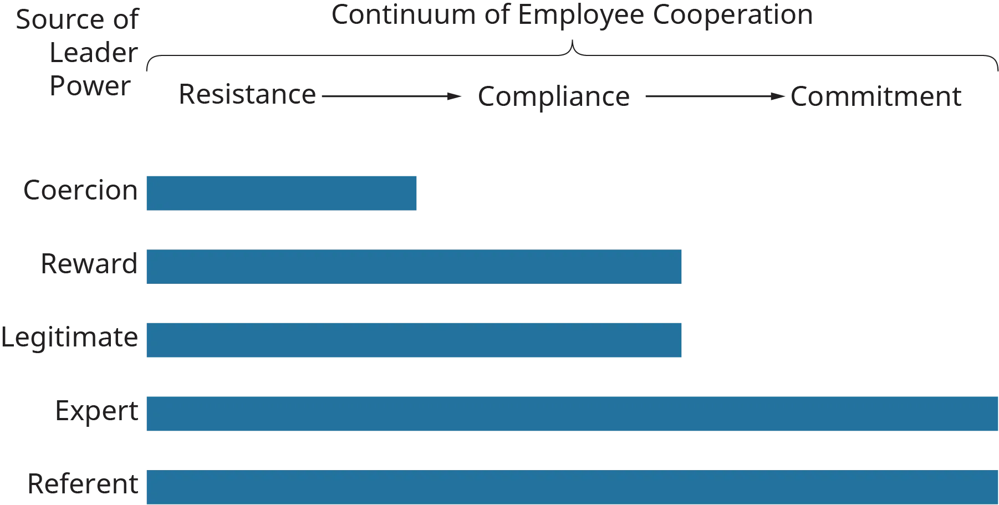 Source of
Leader
Power
Continuum of Employee Cooperation
Resistance
Compliance
Commitment
Coercion
Reward
Legitimate
Expert
Referent